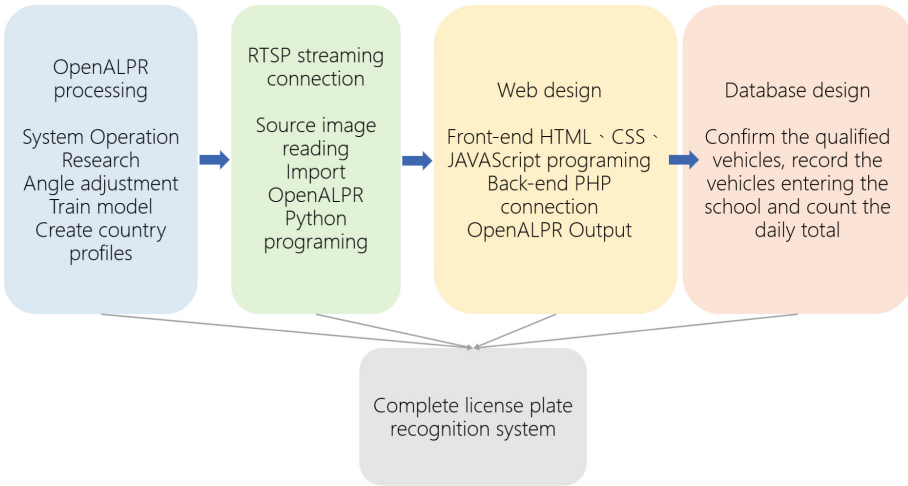 OpenALPR
processing
System Operation
Research
Angle adjustment
Train model
Create country
profiles
RTSP streaming
connection
Source image
reading
Import
OpenALPR
Python
programing
Web design
Front-end HTML、CSS、
JAVAScript programing
Back-end PHP
connection
OpenALPR Output
Database design
Confirm the qualified
vehicles, record the
vehicles entering the
school and count the
daily total
Complete license plate
recognition system